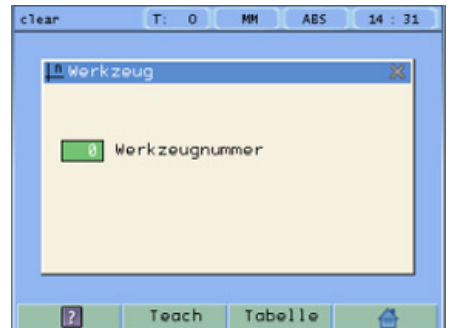 clear T: 0 MM ABS 14 : 31
n Werkzeug
0 Werkzeugnummer
? Teach Tabelle